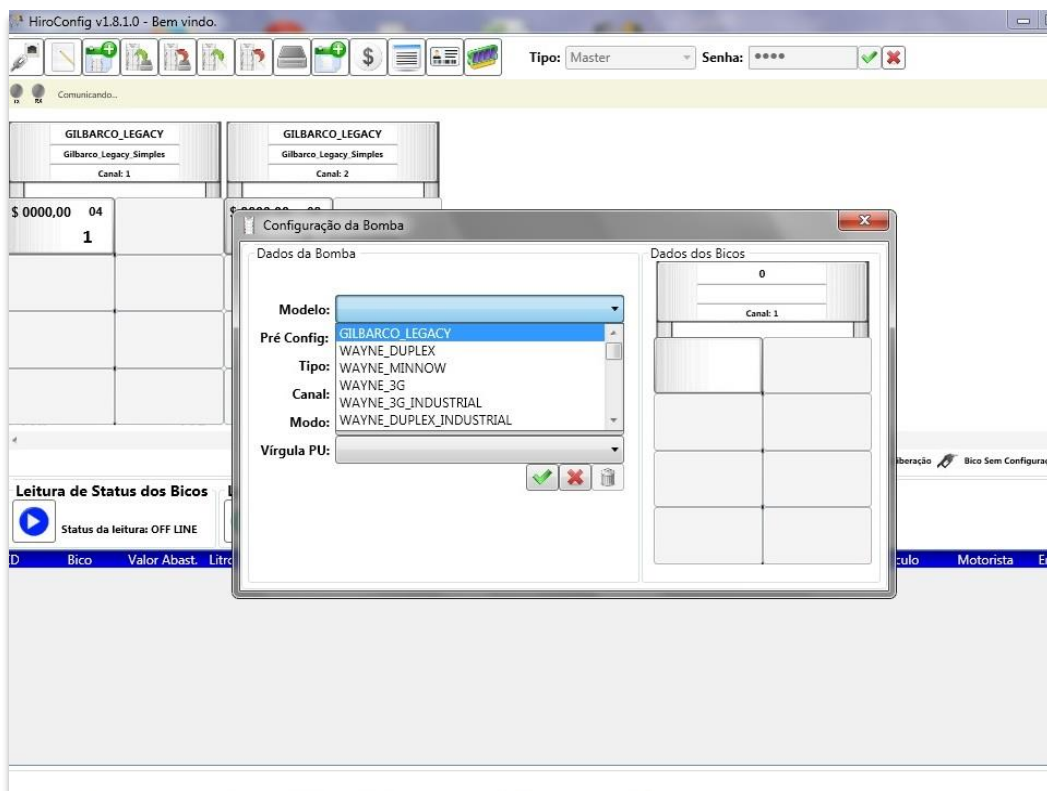 HiroConfig v1.8.1.0 - Bem vindo.
Tipo: Master Senha: ●●●●
TX RX Comunicando..
GILBARCO_LEGACY
Gilbarco_Legacy_Simples
Canal: 1
$ 0000,00 04
1
GILBARCO_LEGACY
Gilbarco_Legacy_Simples
Canal: 2
Configuração da Bomba
Dados da Bomba
Modelo:
Pré Config:
Tipo:
Canal:
Modo:
Vírgula PU:
GILBARCO_LEGACY
WAYNE_DUPLEX
WAYNE_MINNOW
WAYNE_3G
WAYNE_3G_INDUSTRIAL
WAYNE_DUPLEX_INDUSTRIAL
Dados dos Bicos
0
Canal: 1
Bico Sem
Leitura de Status dos Bicos
Status da leitura: OFF LINE
Bico Valor Abast. Motorista